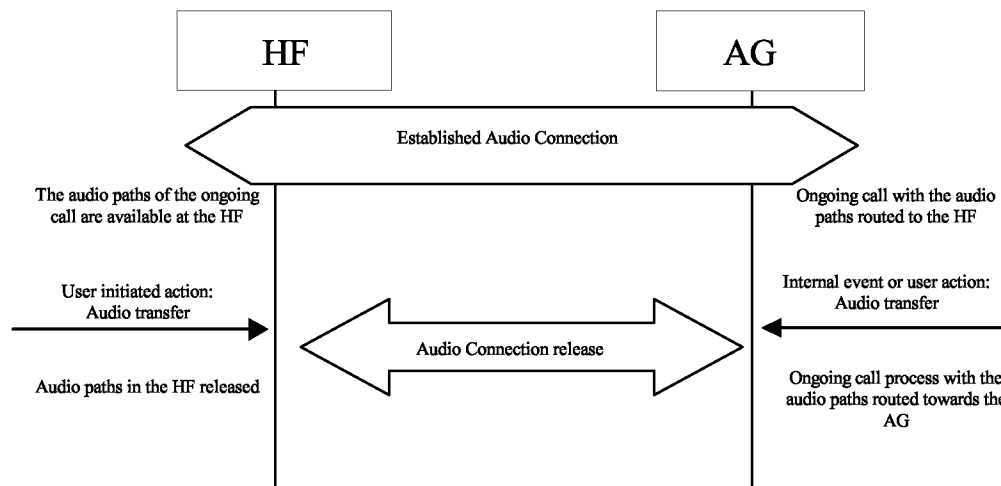 HF
AG
Established Audio Connection
The audio paths of the ongoing
call are available at the HF
Ongoing call with the audio
paths routed to the HF
User initiated action:
Audio transfer
Internal event or user action:
Audio transfer
Audio Connection release
Audio paths in the HF released
Ongoing call process with the
audio paths routed towards the
AG